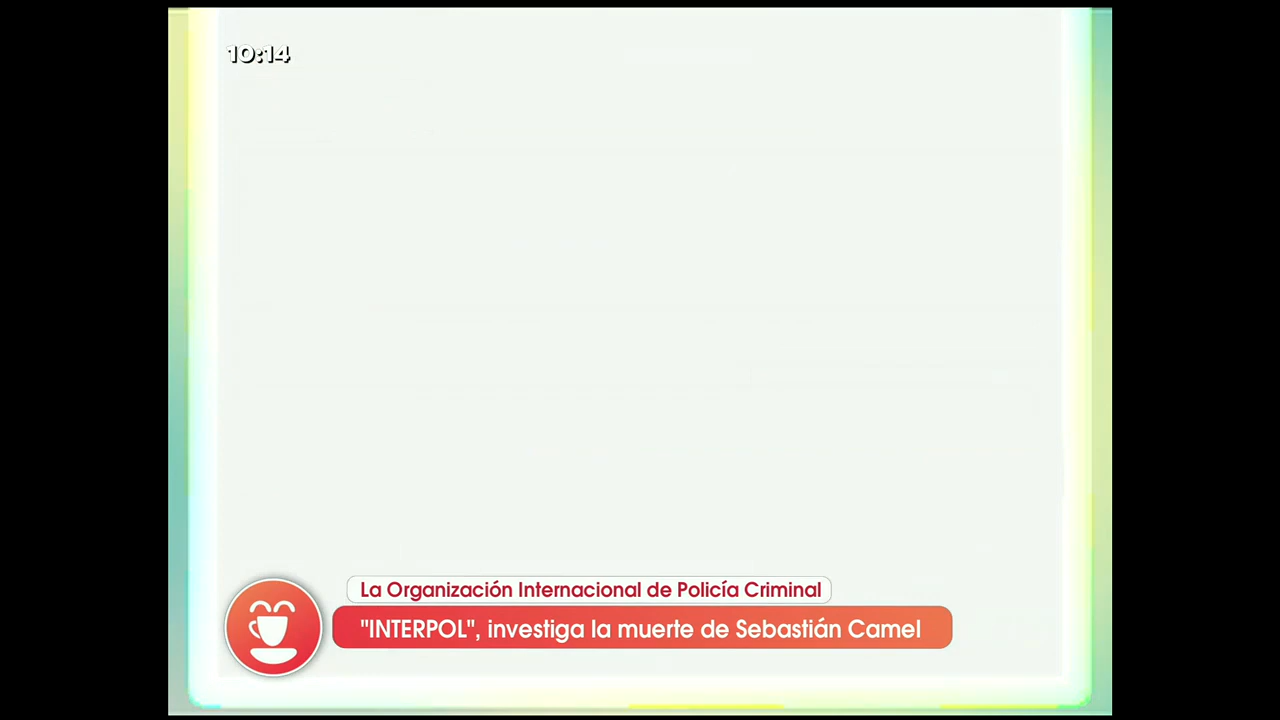 10:14
La Organización Internacional de Policía Criminal
"INTERPOL", investiga la muerte de Sebastián Camel